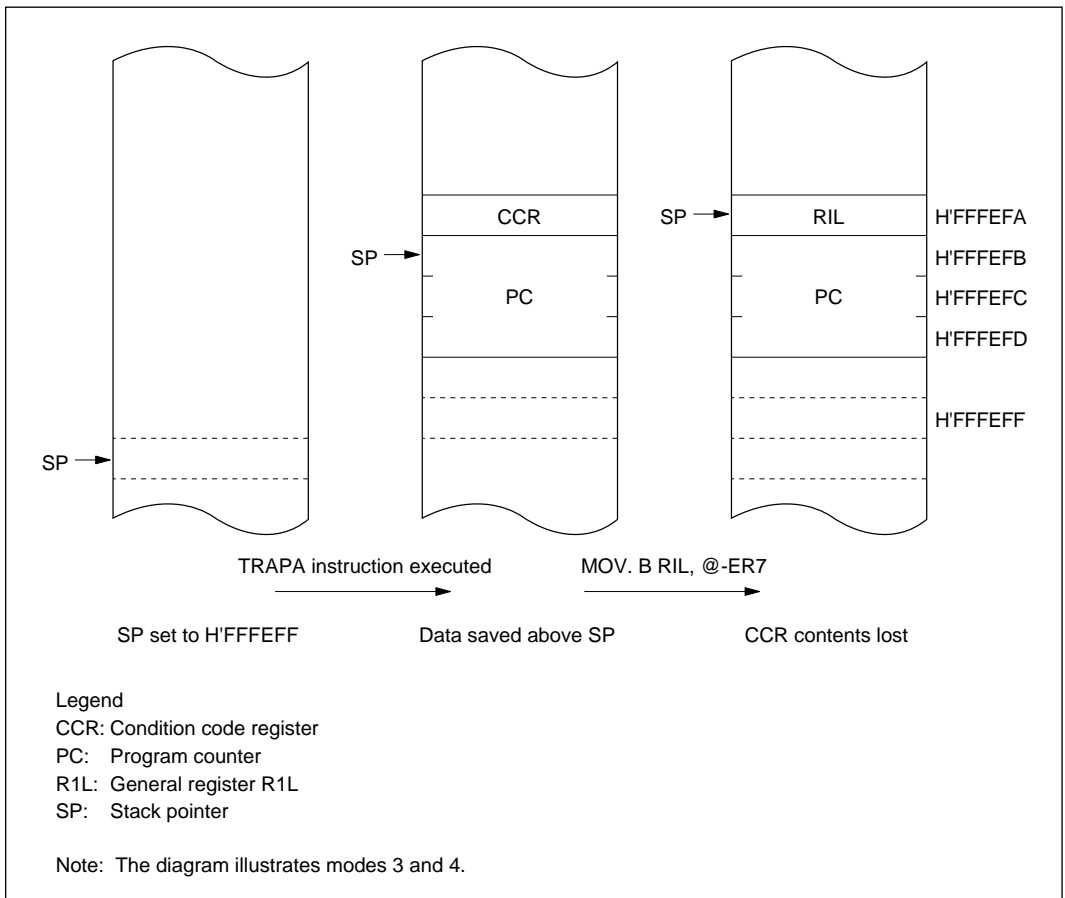 CCR
SP
RIL
H'FFFEFA
SP
H'FFFEFB
PC
PC
H'FFFEFC
H'FFFEFD
H'FFFEFF
SP
TRAPA instruction executed
MOV. B RIL, @-ER7
SP set to H'FFFEFF
Data saved above SP
CCR contents lost
Legend
CCR: Condition code register
PC: Program counter
R1L: General register R1L
SP: Stack pointer
Note: The diagram illustrates modes 3 and 4.